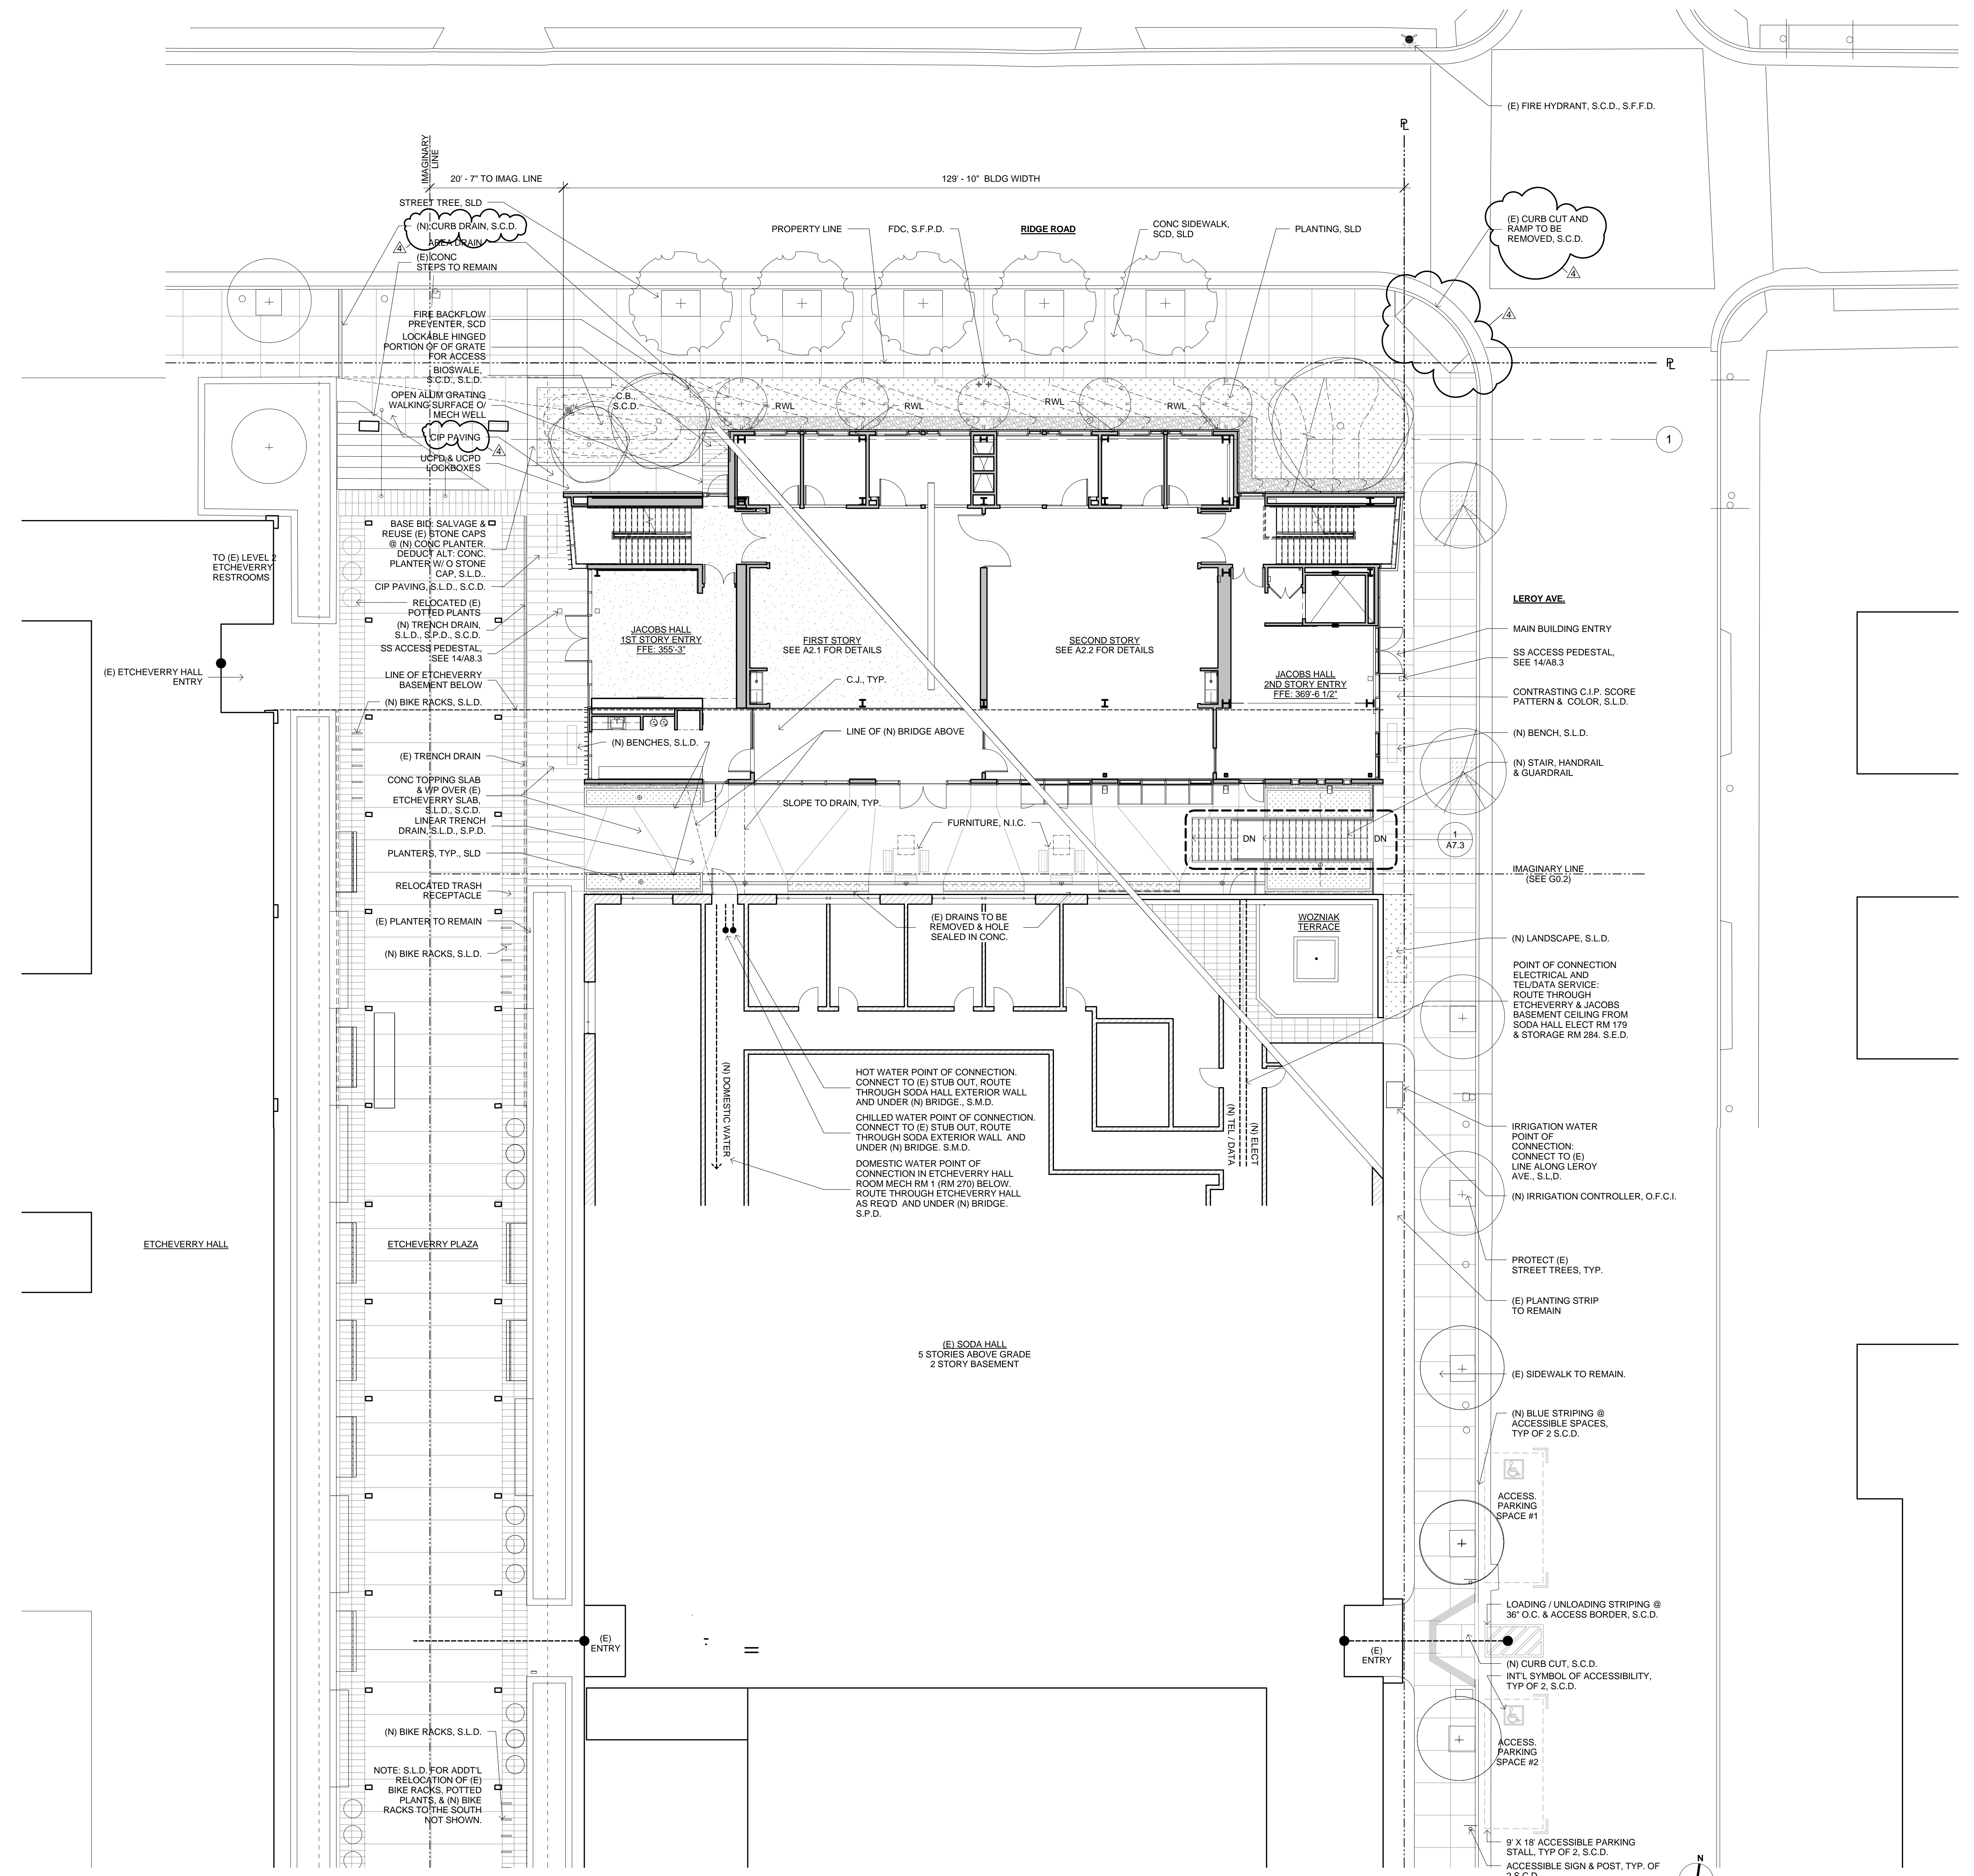 (E) FIRE HYDRANT, S.C.D., S.F.F.D.
PL
IMAGINARY
LINE
20' - 7" TO IMAG. LINE
129' - 10" BLDG WIDTH
STREET TREE, SLD
(N) CURB DRAIN, S.C.D.
AREA DRAIN
4
(E) CONC
STEPS TO REMAIN
PROPERTY LINE
FDC, S.F.P.D.
RIDGE ROAD
CONC SIDEWALK,
SCD, SLD
PLANTING, SLD
(E) CURB CUT AND
RAMP TO BE
REMOVED, S.C.D.
4
4
PL
FIRE BACKFLOW
PREVENTER, SCD
LOCKABLE HINGED
PORTION OF OF GRATE
FOR ACCESS
BIOSWALE,
S.C.D., S.L.D.
OPEN ALUM GRATING
WALKING SURFACE O/
MECH WELL
CIP PAVING
4
UCFD & UCPD
LOCKBOXES
C.B.,
S.C.D.
RWL
RWL
RWL
RWL
1
BASE BID: SALVAGE &
REUSE (E) STONE CAPS
@ (N) CONC PLANTER.
DEDUCT ALT: CONC.
PLANTER W/ O STONE
CAP, S.L.D..
TO (E) LEVEL 2
ETCHEVERRY
RESTROOMS
CIP PAVING, S.L.D., S.C.D.
RELOCATED (E)
POTTED PLANTS
(N) TRENCH DRAIN,
S.L.D., S.P.D., S.C.D.
SS ACCESS PEDESTAL,
SEE 14/A8.3
(E) ETCHEVERRY HALL
ENTRY
LINE OF ETCHEVERRY
BASEMENT BELOW
(N) BIKE RACKS, S.L.D.
(E) TRENCH DRAIN
CONC TOPPING SLAB
& WP OVER (E)
ETCHEVERRY SLAB,
S.L.D., S.C.D.
LINEAR TRENCH
DRAIN, S.L.D., S.P.D.
PLANTERS, TYP., SLD
RELOCATED TRASH
RECEPTACLE
(E) PLANTER TO REMAIN
(N) BIKE RACKS, S.L.D.
JACOBS HALL
1ST STORY ENTRY
FFE: 355'-3"
FIRST STORY
SEE A2.1 FOR DETAILS
SECOND STORY
SEE A2.2 FOR DETAILS
JACOBS HALL
2ND STORY ENTRY
FFE: 369'-6 1/2"
C.J., TYP.
LINE OF (N) BRIDGE ABOVE
(N) BENCHES, S.L.D.
SLOPE TO DRAIN, TYP.
FURNITURE, N.I.C.
DN
DN
1
A7.3
LEROY AVE.
MAIN BUILDING ENTRY
SS ACCESS PEDESTAL,
SEE 14/A8.3
CONTRASTING C.I.P. SCORE
PATTERN & COLOR, S.L.D.
(N) BENCH, S.L.D.
(N) STAIR, HANDRAIL
& GUARDRAIL
IMAGINARY LINE
(SEE G0.2)
(E) DRAINS TO BE
REMOVED & HOLE
SEALED IN CONC.
WOZNIAK
TERRACE
(N) LANDSCAPE, S.L.D.
POINT OF CONNECTION
ELECTRICAL AND
TEL/DATA SERVICE:
ROUTE THROUGH
ETCHEVERRY & JACOBS
BASEMENT CEILING FROM
SODA HALL ELECT RM 179
& STORAGE RM 284. S.E.D.
(N) DOMESTIC WATER
HOT WATER POINT OF CONNECTION.
CONNECT TO (E) STUB OUT, ROUTE
THROUGH SODA HALL EXTERIOR WALL
AND UNDER (N) BRIDGE., S.M.D.
CHILLED WATER POINT OF CONNECTION.
CONNECT TO (E) STUB OUT, ROUTE
THROUGH SODA EXTERIOR WALL AND
UNDER (N) BRIDGE. S.M.D.
DOMESTIC WATER POINT OF
CONNECTION IN ETCHEVERRY HALL
ROOM MECH RM 1 (RM 270) BELOW.
ROUTE THROUGH ETCHEVERRY HALL
AS REQ'D AND UNDER (N) BRIDGE.
S.P.D.
(N) TEL / DATA
(N) ELECT
IRRIGATION WATER
POINT OF
CONNECTION:
CONNECT TO (E)
LINE ALONG LEROY
AVE., S.L,D.
(N) IRRIGATION CONTROLLER, O.F.C.I.
ETCHEVERRY HALL
ETCHEVERRY PLAZA
PROTECT (E)
STREET TREES, TYP.
(E) PLANTING STRIP
TO REMAIN
(E) SODA HALL
5 STORIES ABOVE GRADE
2 STORY BASEMENT
(E) SIDEWALK TO REMAIN.
(N) BLUE STRIPING @
ACCESSIBLE SPACES,
TYP OF 2 S.C.D.
ACCESS.
PARKING
SPACE #1
LOADING / UNLOADING STRIPING @
36" O.C. & ACCESS BORDER, S.C.D.
(E)
ENTRY
(E)
ENTRY
(N) CURB CUT, S.C.D.
INT'L SYMBOL OF ACCESSIBILITY,
TYP OF 2, S.C.D.
(N) BIKE RACKS, S.L.D.
ACCESS.
PARKING
SPACE #2
NOTE: S.L.D. FOR ADDT'L
RELOCATION OF (E)
BIKE RACKS, POTTED
PLANTS, & (N) BIKE
RACKS TO THE SOUTH
NOT SHOWN.
9' X 18' ACCESSIBLE PARKING
STALL, TYP OF 2, S.C.D.
ACCESSIBLE SIGN & POST, TYP. OF
2 S.C.D.
N